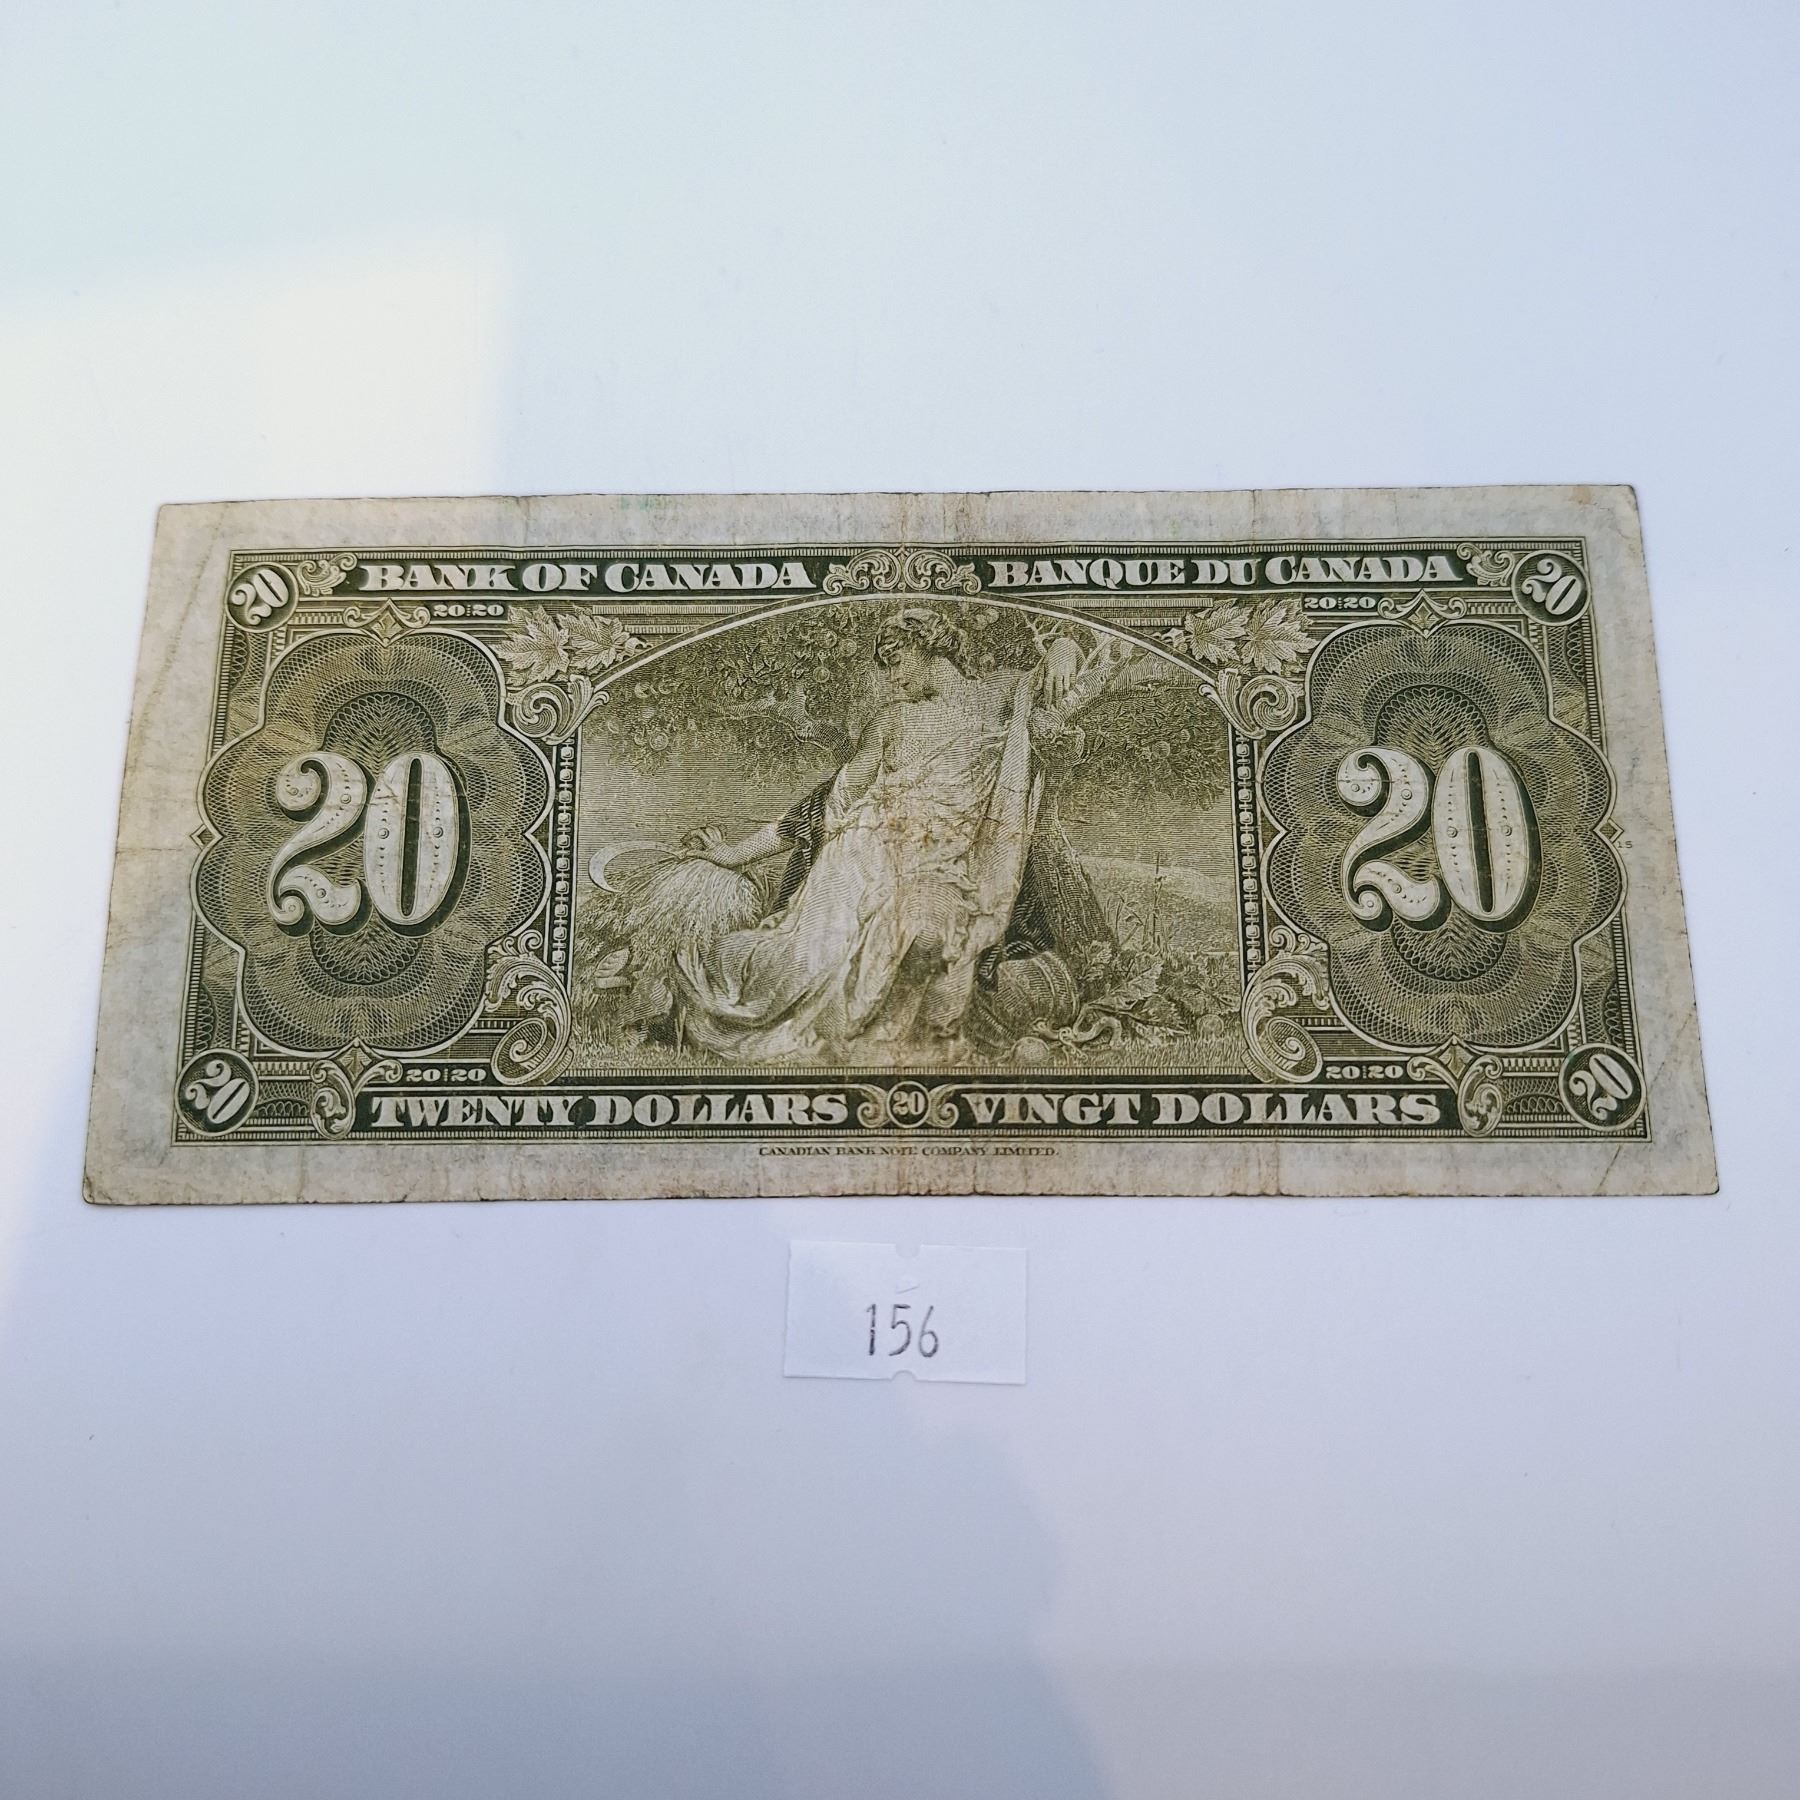 20 BANK OF CANADA BANQUE DU CANADA 20
20 20 20 20
20 20
15
20 20 20 20
20 TWENTY DOLLARS 20 VINGT DOLLARS 20
CANADIAN BANK NOTE COMPANY LIMITED.
156